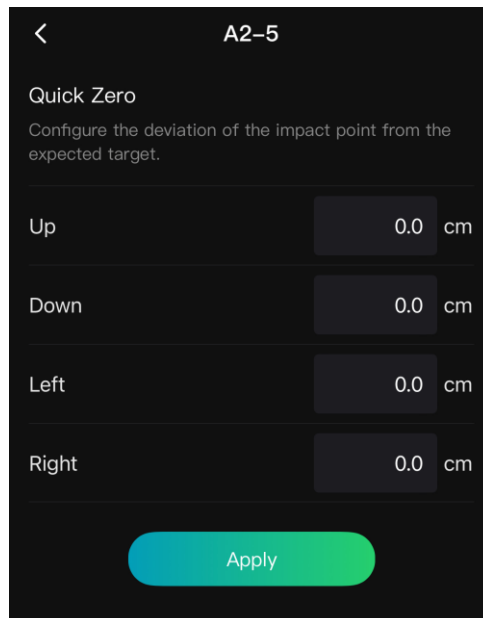 A2-5
Quick Zero
Configure the deviation of the impact point from the
expected target.
Up 0.0 cm
Down 0.0 cm
Left 0.0 cm
Right 0.0 cm
Apply